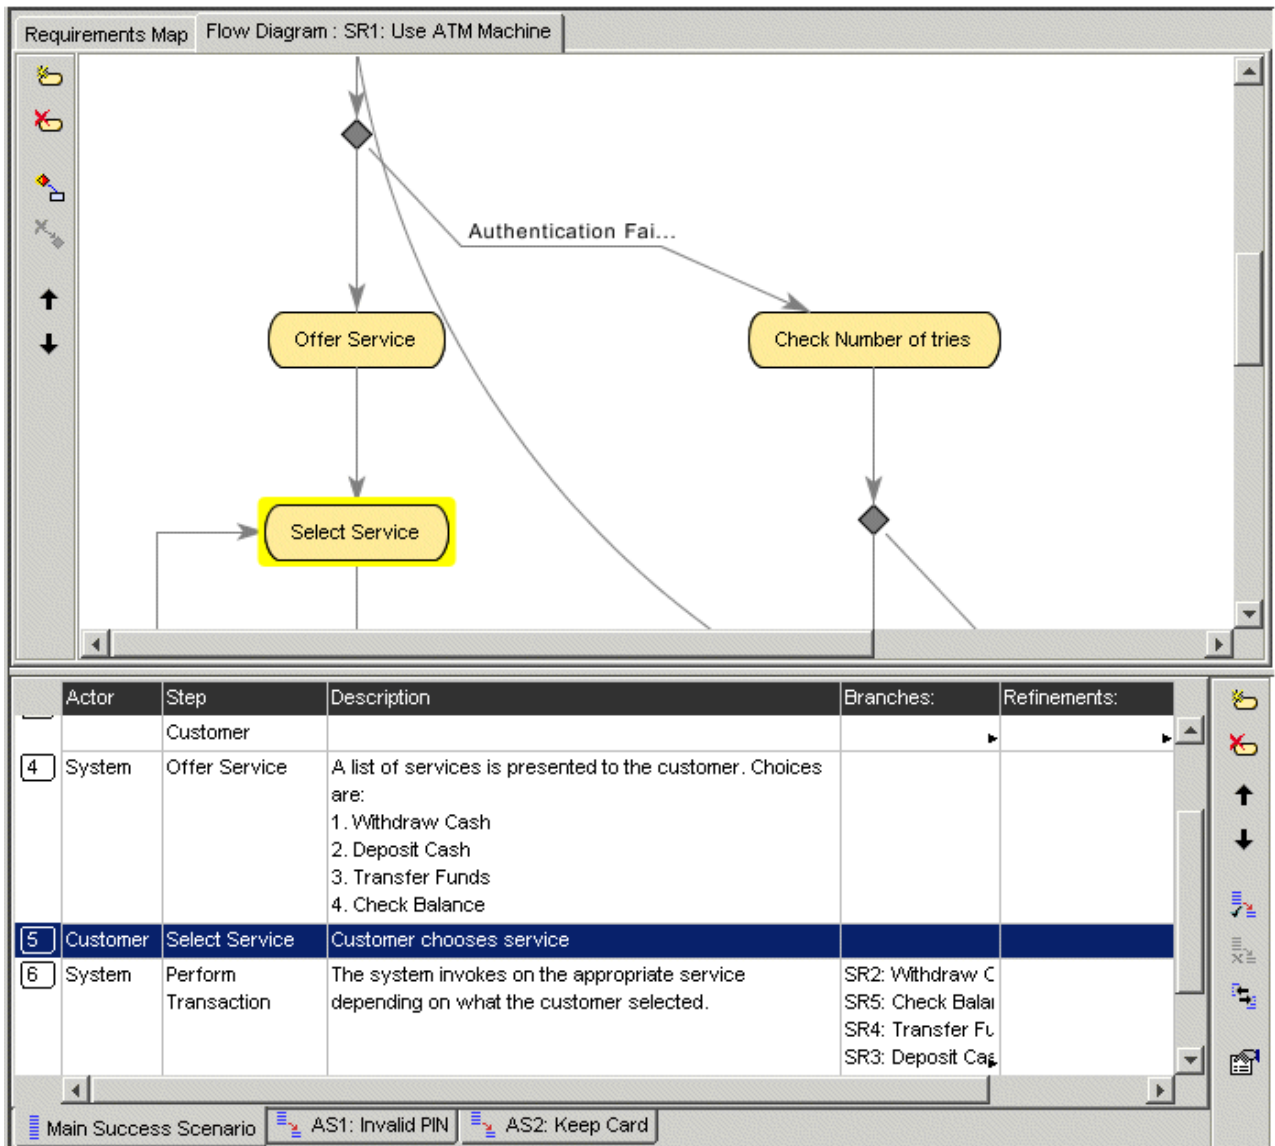 Requirements Map
Flow Diagram : SR1: Use ATM Machine
Authentication Fai...
Offer Service
Check Number of tries
Select Service
Actor Step Description Branches: Refinements:
Customer
4 System Offer Service A list of services is presented to the customer. Choices
are:
1. Withdraw Cash
2. Deposit Cash
3. Transfer Funds
4. Check Balance
5 Customer Select Service Customer chooses service
6 System Perform The system invokes on the appropriate service SR2: Withdraw C
Transaction depending on what the customer selected. SR5: Check Balar
SR4: Transfer Fu
SR3: Deposit Cas
Main Success Scenario AS1: Invalid PIN AS2: Keep Card